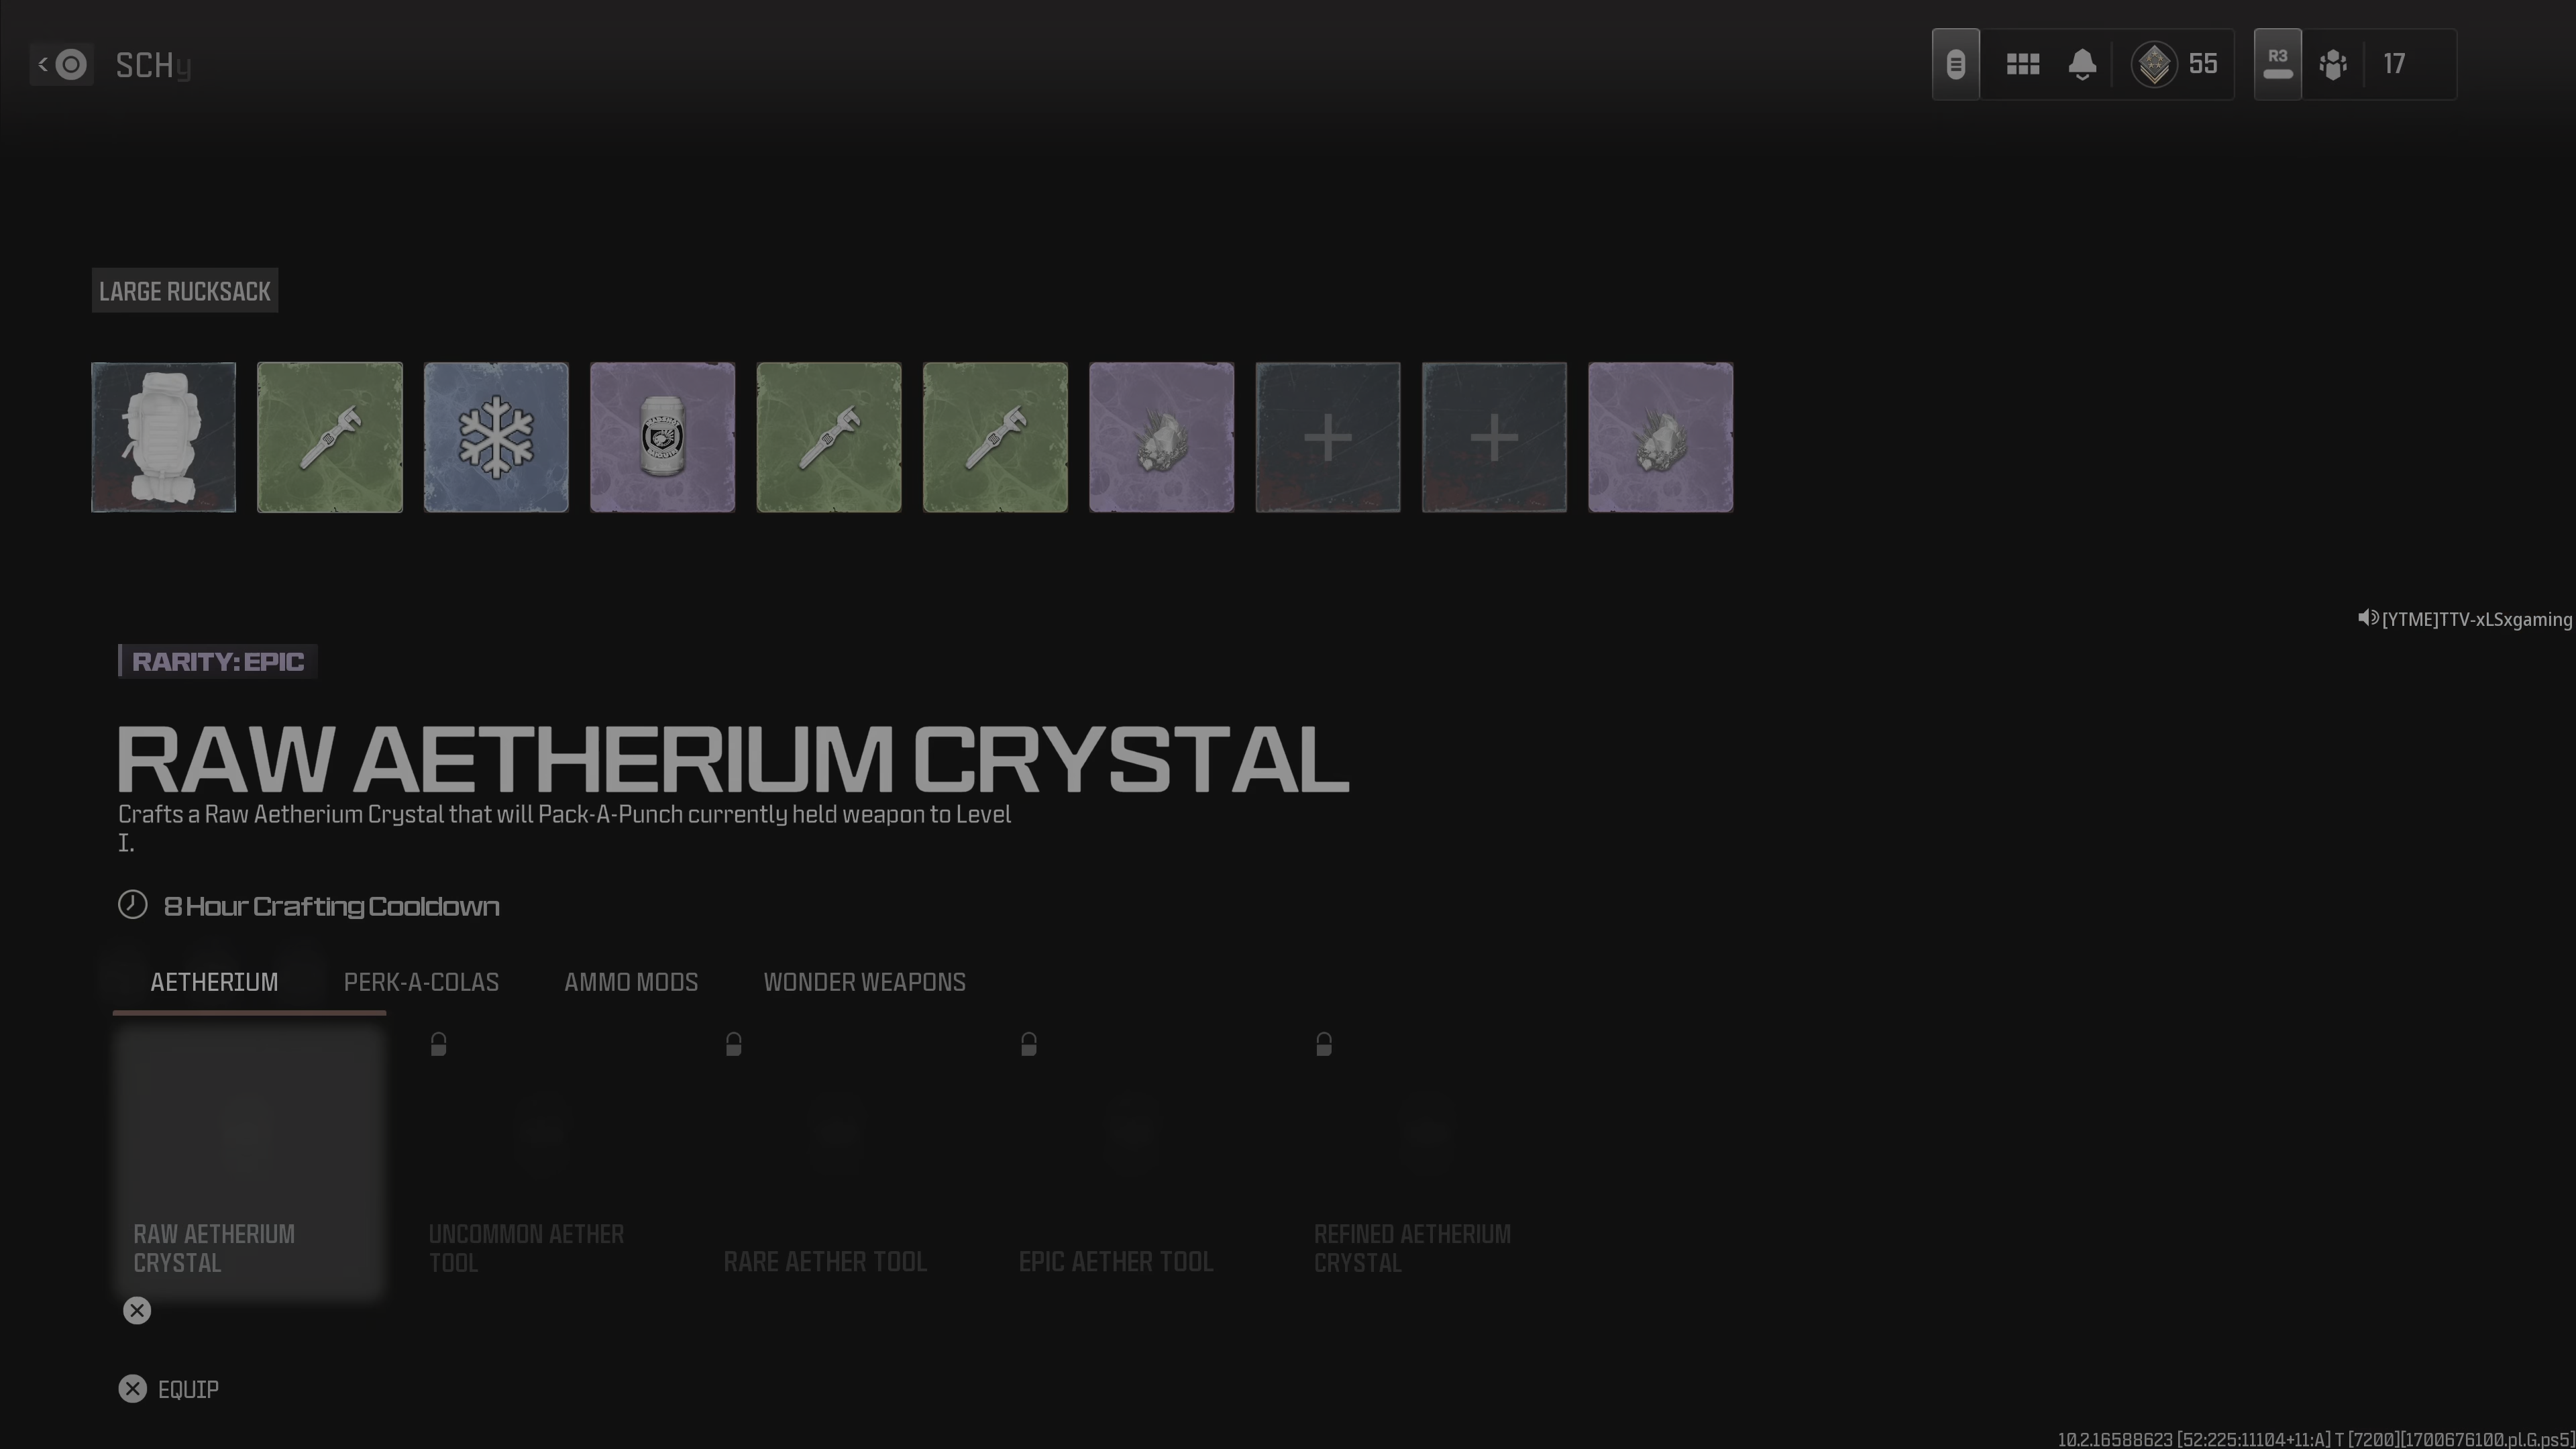 SCHy
55
R3
17
LARGE RUCKSACK
[YTME]TTV-xLSxgaming
RARITY: EPIC
RAW AETHERIUM CRYSTAL
Crafts a Raw Aetherium Crystal that will Pack-A-Punch currently held weapon to Level
I.
8 Hour Crafting Cooldown
AETHERIUM PERK-A-COLAS AMMO MODS WONDER WEAPONS
RAW AETHERIUM
CRYSTAL
UNCOMMON AETHER
TOOL
RARE AETHER TOOL
EPIC AETHER TOOL
REFINED AETHERIUM
CRYSTAL
EQUIP
10.2.16588623 [52:225:11104+11:A] T [7200][1700676100.pl.G.ps5]